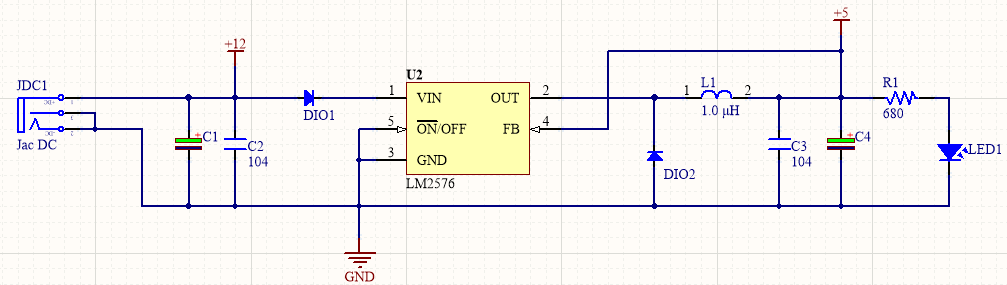 +5
+12
JDC1
U2
L1
R1
1
VIN
OUT
2
1
2
DIO1
1.0 µH
680
5
ON/OFF
FB
4
Jac DC
C1
C2
104
C3
104
C4
LED1
3
GND
DIO2
LM2576
GND